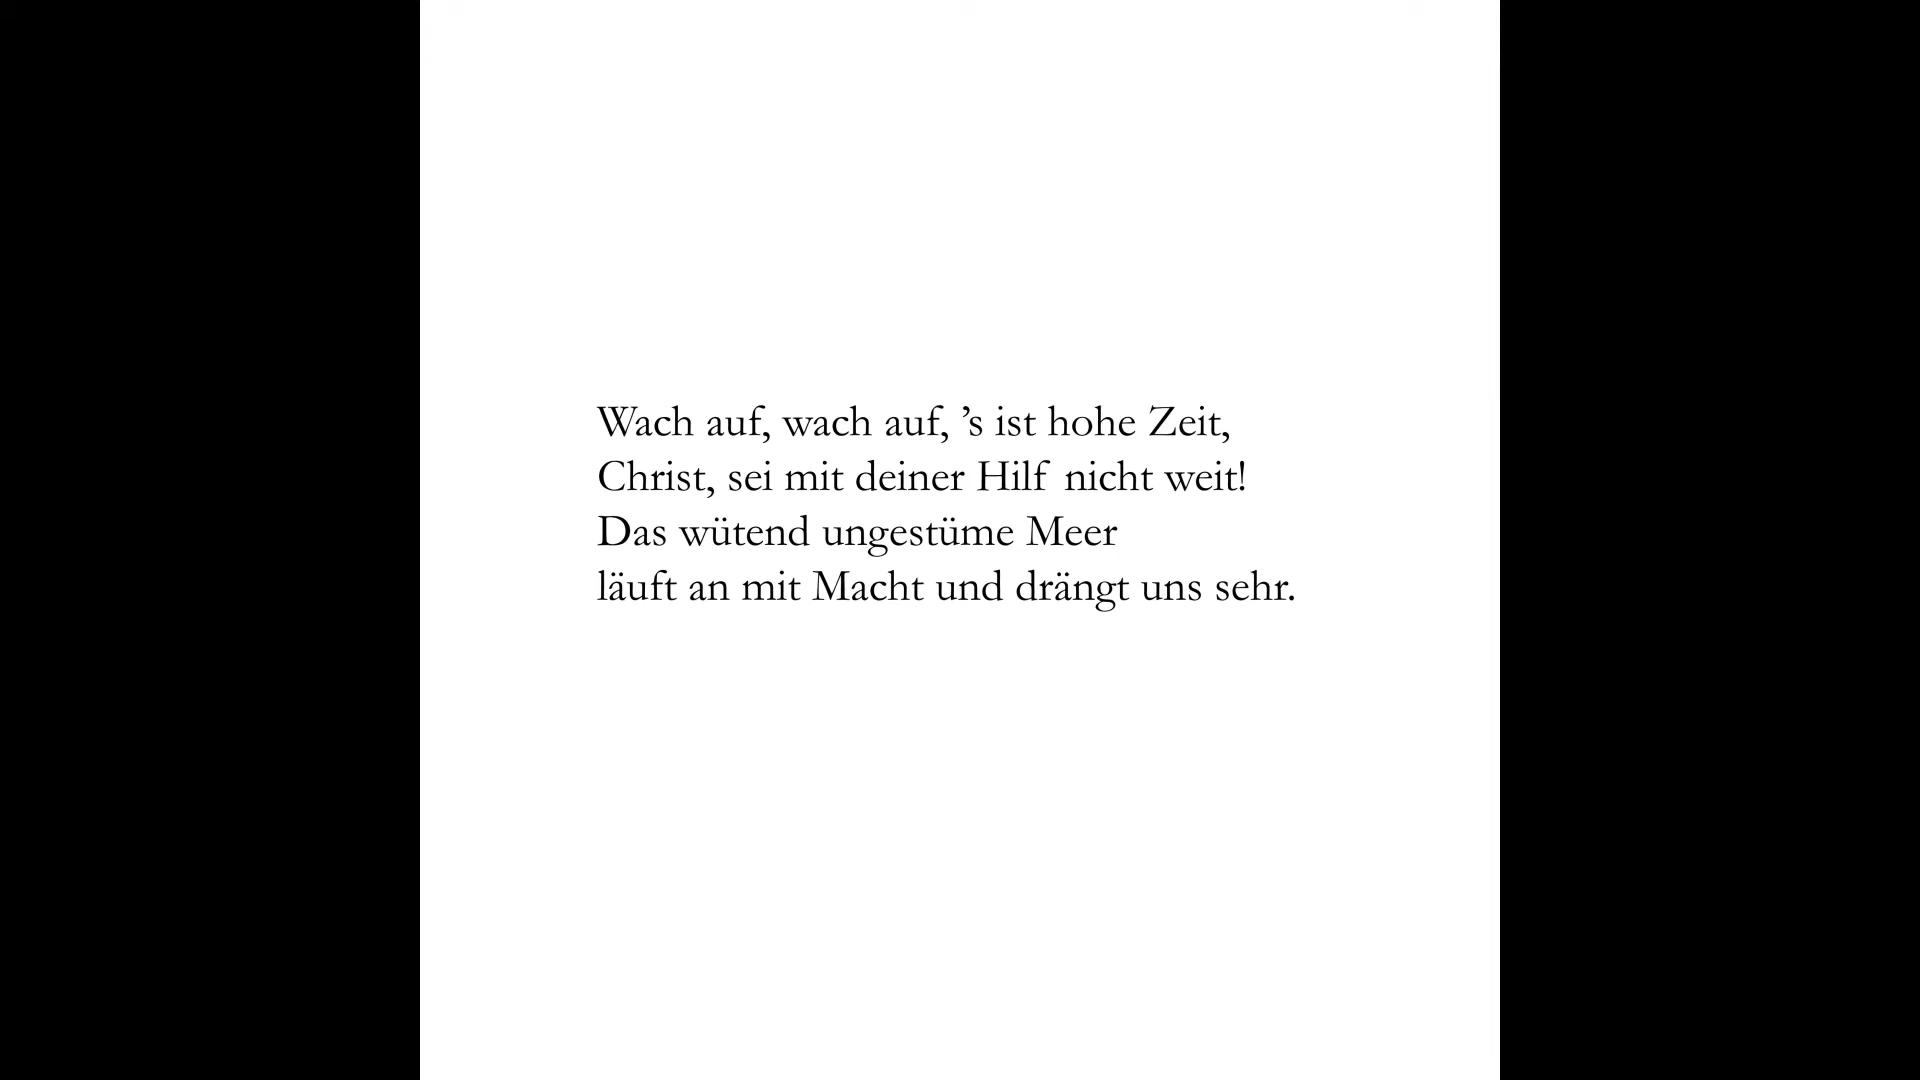 Wach auf, wach auf, ’s ist hohe Zeit,
Christ, sei mit deiner Hilf nicht weit!
Das wütend ungestüme Meer
läuft an mit Macht und drängt uns sehr.